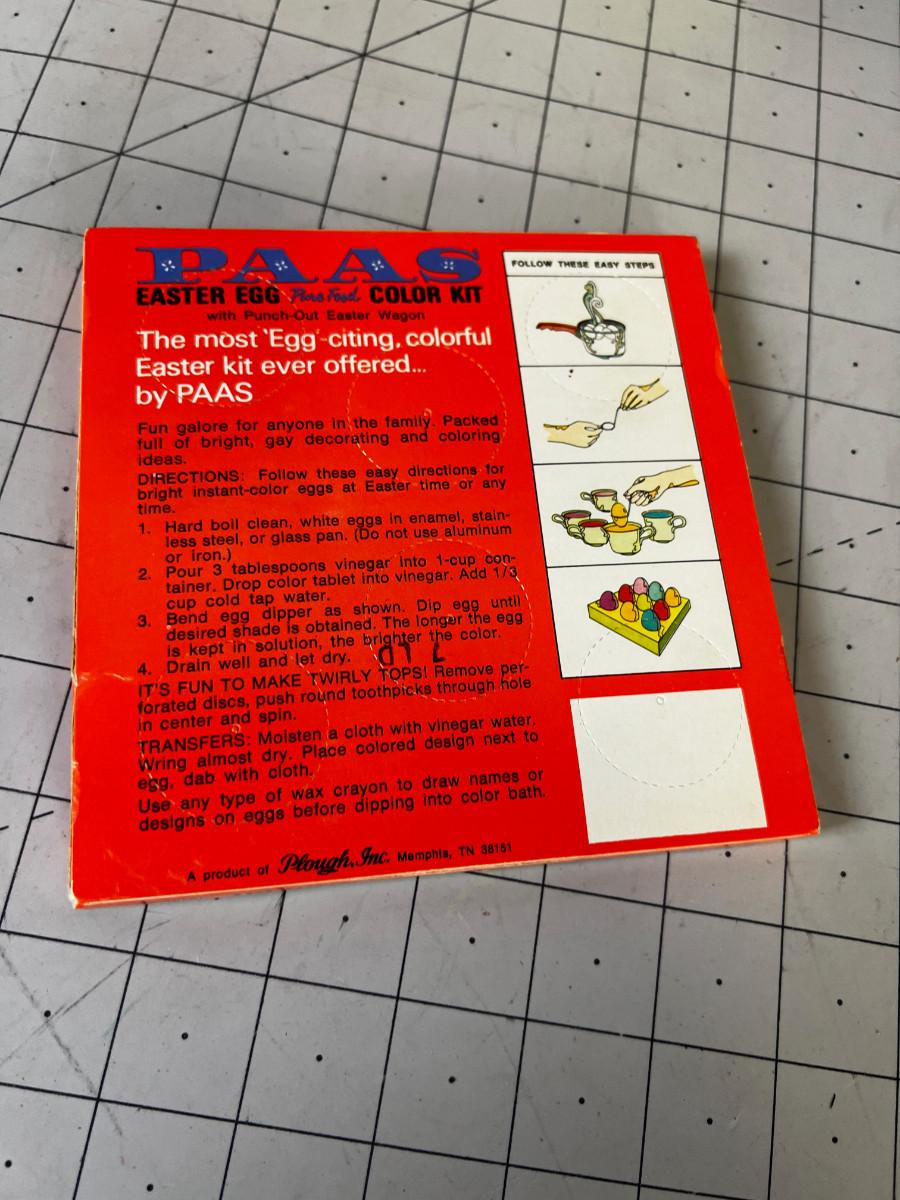 PAAS
EASTER EGG Pure Food COLOR KIT
with Punch-Out Easter Wagon
The most 'Egg'-citing, colorful
Easter kit ever offered...
by PAAS
Fun galore for anyone in the family. Packed
full of bright, gay decorating and coloring
ideas.
DIRECTIONS: Follow these easy directions for
bright instant-color eggs at Easter time or any
time.
1. Hard boil clean, white eggs in enamel, stain-
less steel, or glass pan. (Do not use aluminum
or iron.)
2. Pour 3 tablespoons vinegar into 1-cup con-
tainer. Drop color tablet into vinegar. Add 1/3
cup cold tap water.
3. Bend egg dipper as shown. Dip egg until
desired shade is obtained. The longer the egg
is kept in solution, the brighter the color.
4. Drain well and let dry.
IT'S FUN TO MAKE TWIRLY TOPS! Remove per-
forated discs, push round toothpicks through hole
in center and spin.
TRANSFERS: Moisten a cloth with vinegar water.
Wring almost dry. Place colored design next to
egg, dab with cloth.
Use any type of wax crayon to draw names or
designs on eggs before dipping into color bath.
A product of Plough, Inc. Memphis, TN 38151
FOLLOW THESE EASY STEPS